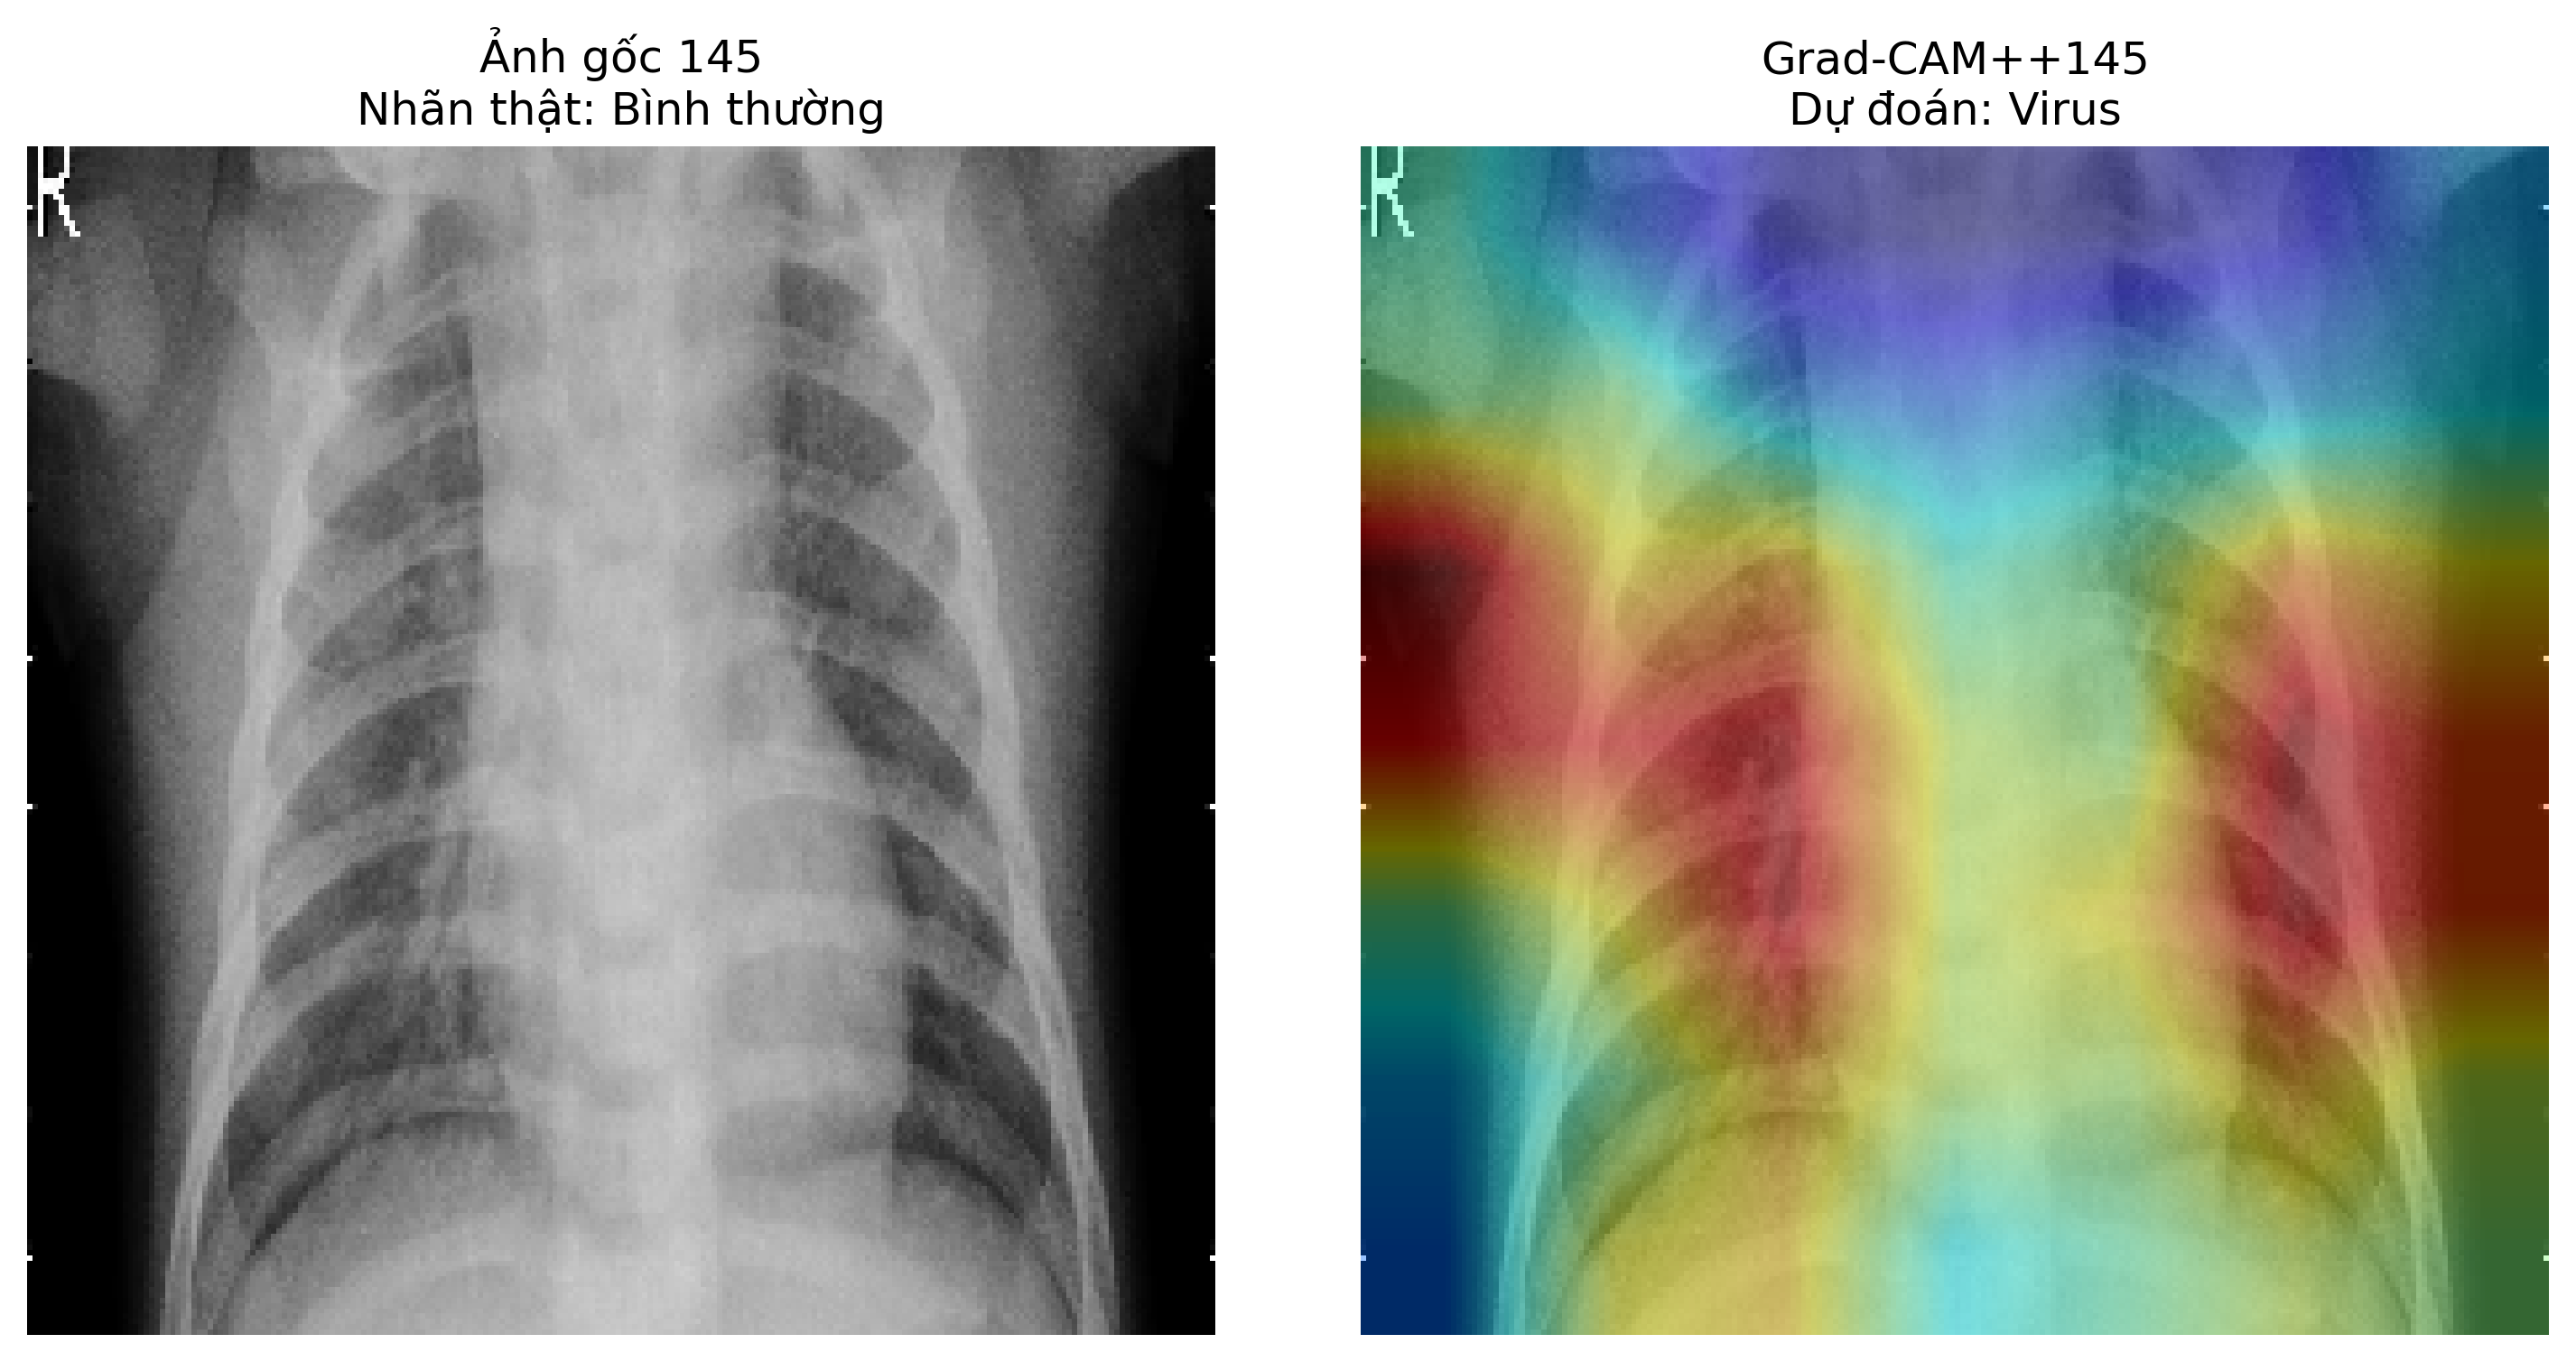 Ảnh gốc 145
Nhãn thật: Bình thường
Grad-CAM++145
Dự đoán: Virus
R
R